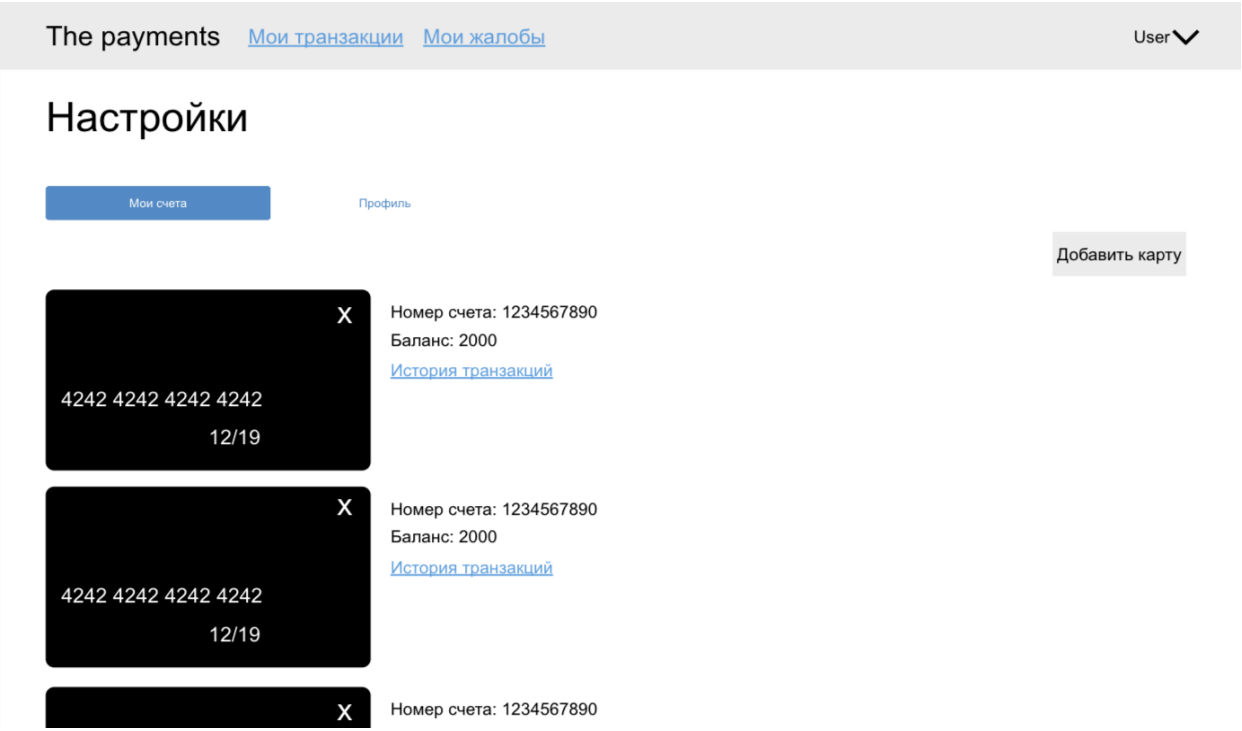 The payments Мои транзакции Мои жалобы User
Настройки
Мои счета Профиль
Добавить карту
X
Номер счета: 1234567890
Баланс: 2000
История транзакций
4242 4242 4242 4242
12/19
X
Номер счета: 1234567890
Баланс: 2000
История транзакций
4242 4242 4242 4242
12/19
X
Номер счета: 1234567890